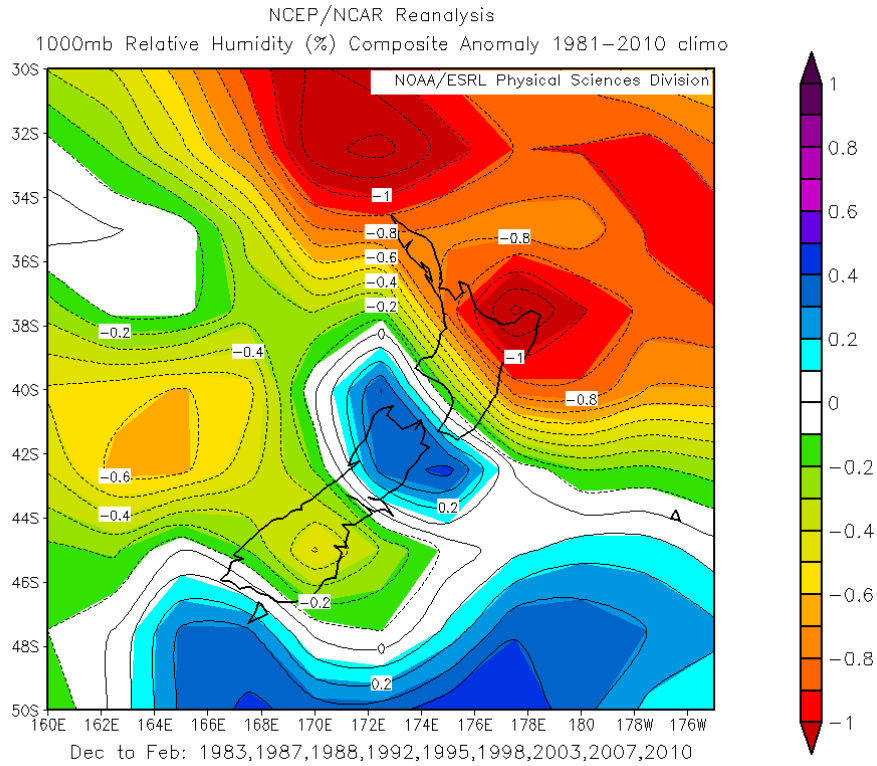 NCEP/NCAR Reanalysis
1000mb Relative Humidity (%) Composite Anomaly 1981-2010 climo
NOAA/ESRL Physical Sciences Division
30S
32S
34S
36S
38S
40S
42S
44S
46S
48S
50S
-1
-0.8
-0.8
-0.6
-0.4
-0.2
0
-0.2
-0.4
-1
-0.8
-0.6
0.2
-0.4
-0.2
0
0.2
160E 162E 164E 166E 168E 170E 172E 174E 176E 178E 180 178W 176W
1
0.8
0.6
0.4
0.2
0
-0.2
-0.4
-0.6
-0.8
-1
Dec to Feb: 1983,1987,1988,1992,1995,1998,2003,2007,2010